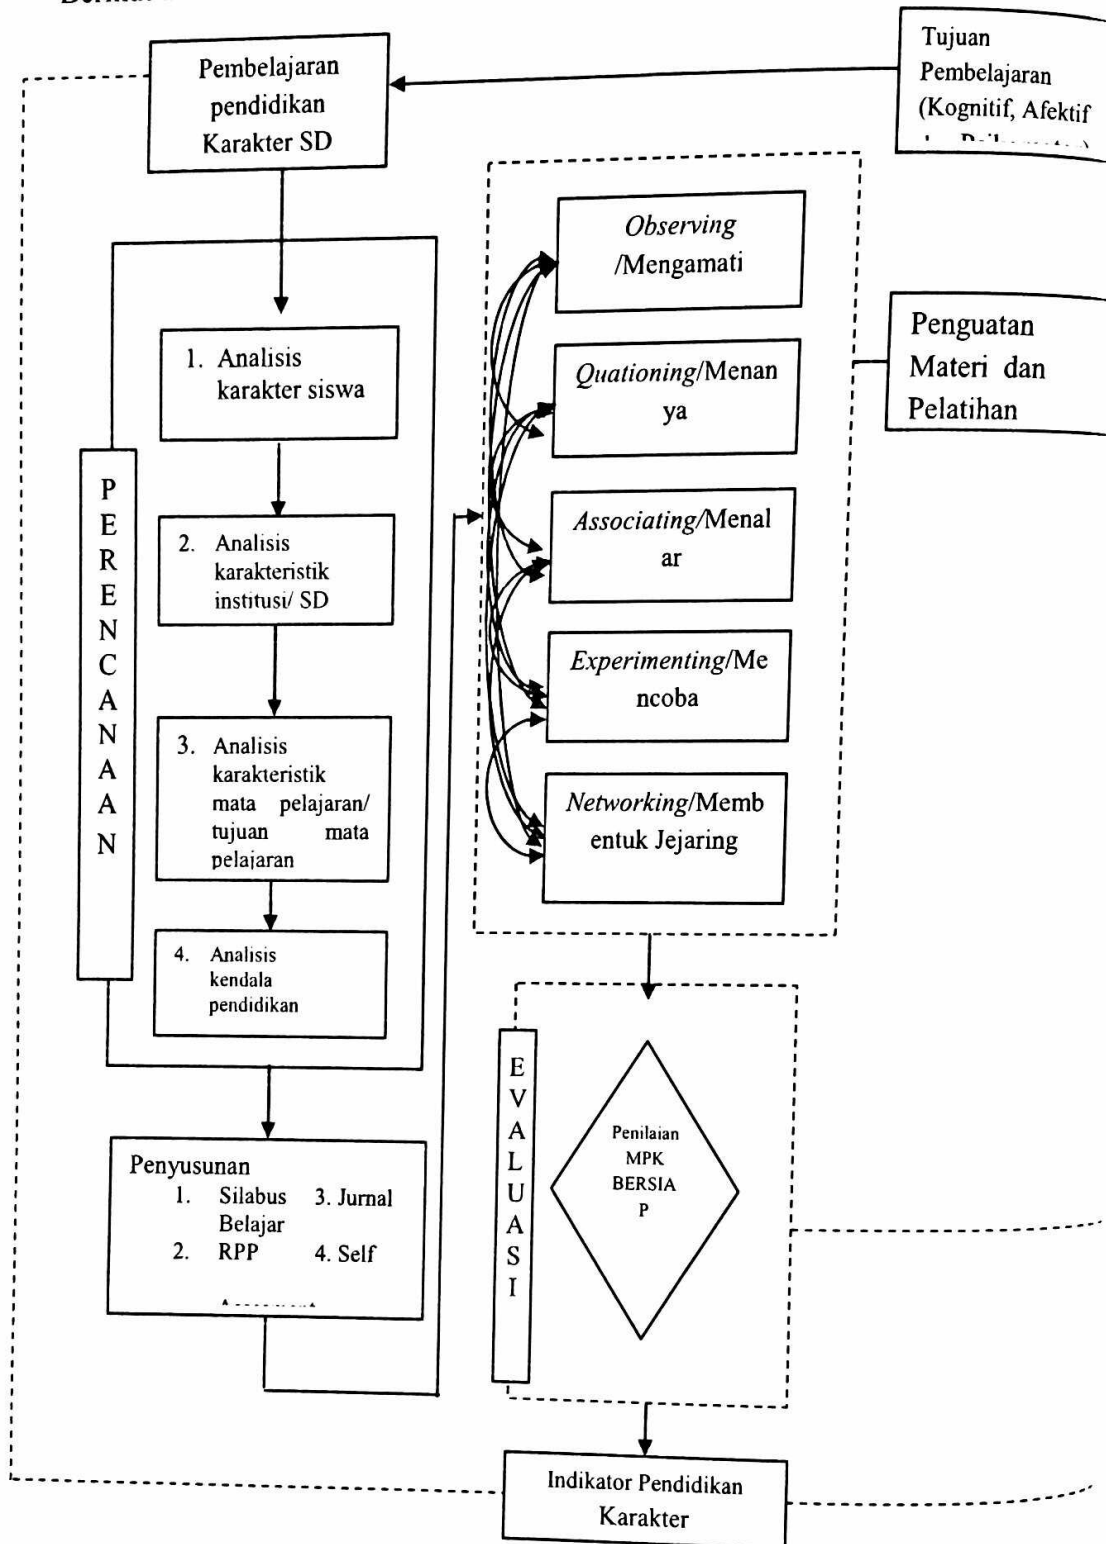 Pembelajaran
pendidikan
Karakter SD
Tujuan
Pembelajaran
(Kognitif, Afektif
PERENCANAAN
1. Analisis
karakter siswa
2. Analisis
karakteristik
institusi/ SD
3. Analisis
karakteristik
mata pelajaran/
tujuan mata
pelajaran
4. Analisis
kendala
pendidikan
Penyusunan
1. Silabus 3. Jurnal
Belajar
2. RPP 4. Self
Observing
/Mengamati
Quationing/Menan
ya
Associating/Menal
ar
Experimenting/Me
ncoba
Networking/Memb
entuk Jejaring
Penguatan
Materi dan
Pelatihan
EVALUASI
Penilaian
MPK
BERSIA
P
Indikator Pendidikan
Karakter